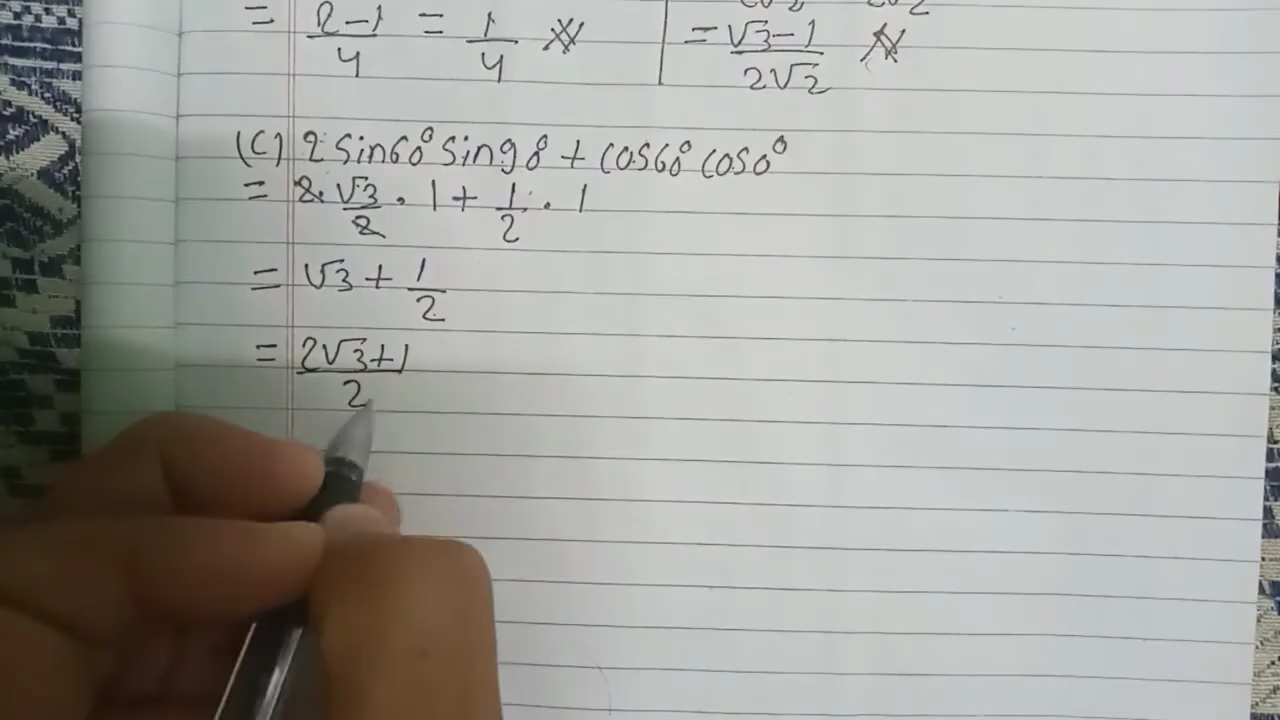 = 2-1/4 = 1/4
= √3-1/2√2
(C) 2 sin60° sin90° + cos60° cos0°
= 2. √3/2 . 1 + 1/2 . 1
= √3 + 1/2
= 2√3+1/2